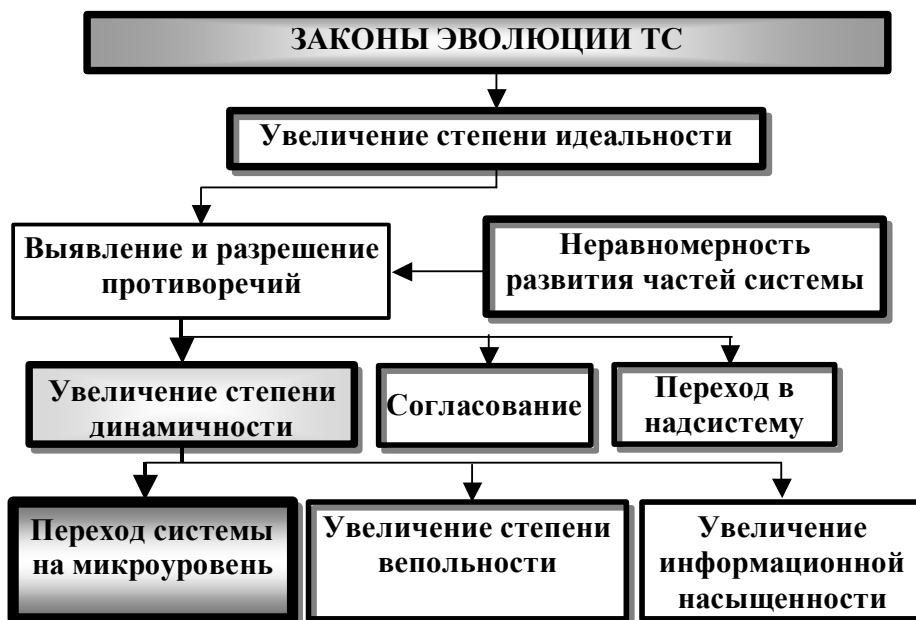 ЗАКОНЫ ЭВОЛЮЦИИ ТС
Увеличение степени идеальности
Выявление и разрешение
противоречий
Неравномерность
развития частей системы
Увеличение степени
динамичности
Согласование
Переход в
надсистему
Переход системы
на микроуровень
Увеличение степени
вепольности
Увеличение
информационной
насыщенности